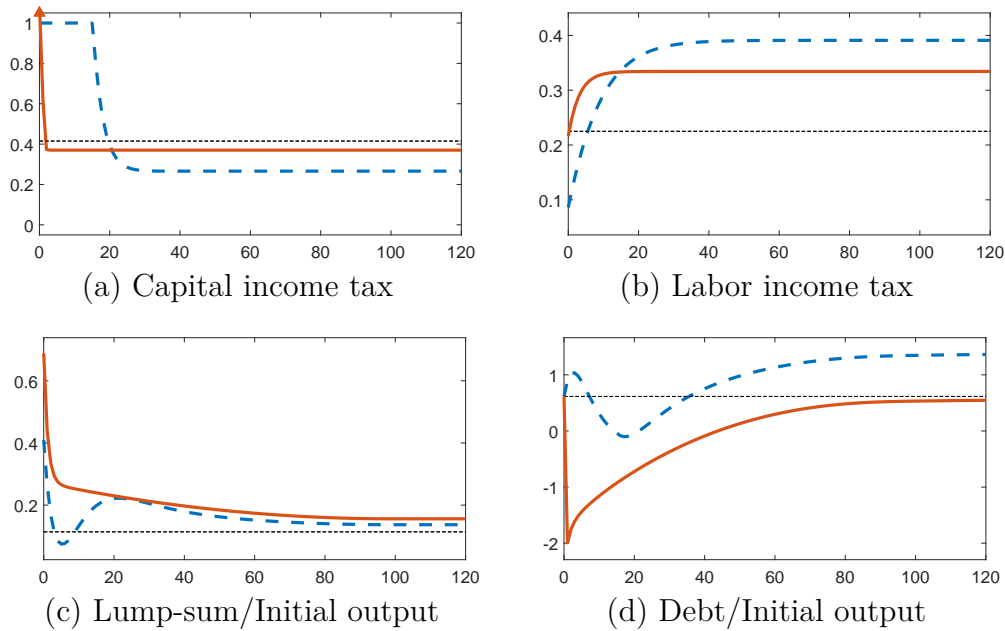 1
0.8
0.6
0.4
0.2
0
0 20 40 60 80 100 120
(a) Capital income tax
0.4
0.3
0.2
0.1
0 20 40 60 80 100 120
(b) Labor income tax
0.6
0.4
0.2
0 20 40 60 80 100 120
(c) Lump-sum/Initial output
1
0
-1
-2
0 20 40 60 80 100 120
(d) Debt/Initial output